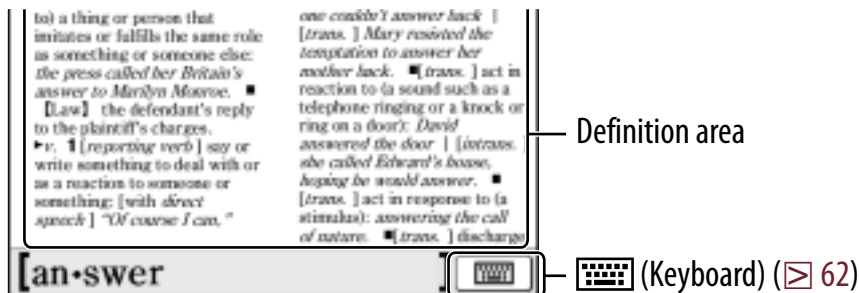 to) a thing or person that
imitates or fulfills the same role
as something or someone else:
the press called her Britain's
answer to Marilyn Monroe. ■
【Law】 the defendant's reply
to the plaintiff's charges.
▸v. 1 [reporting verb] say or
write something to deal with or
as a reaction to someone or
something: [with direct
speech] "Of course I can,"
one couldn't answer back |
[trans. ] Mary resisted the
temptation to answer her
mother back. ■[trans. ] act in
reaction to (a sound such as a
telephone ringing or a knock or
ring on a door): David
answered the door | [intrans. ]
she called Edward's house,
hoping he would answer. ■
[trans. ] act in response to (a
stimulus): answering the call
of nature. ■[trans. ] discharge
[an•swer ]
Definition area
(Keyboard) (62)